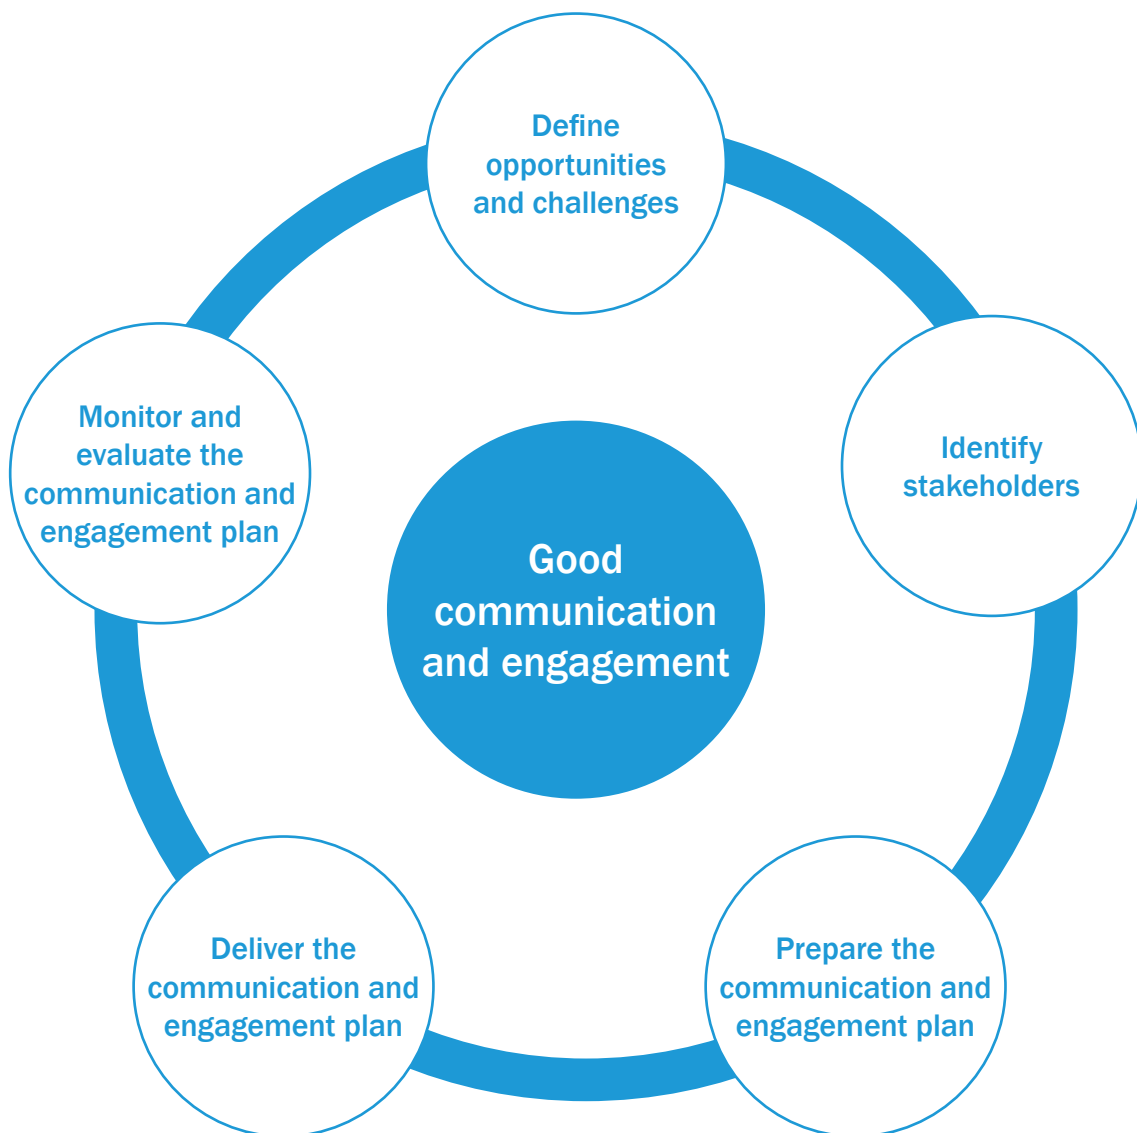 Define
opportunities
and challenges
Identify
stakeholders
Prepare the
communication and
engagement plan
Deliver the
communication and
engagement plan
Monitor and
evaluate the
communication and
engagement plan
Good
communication
and engagement